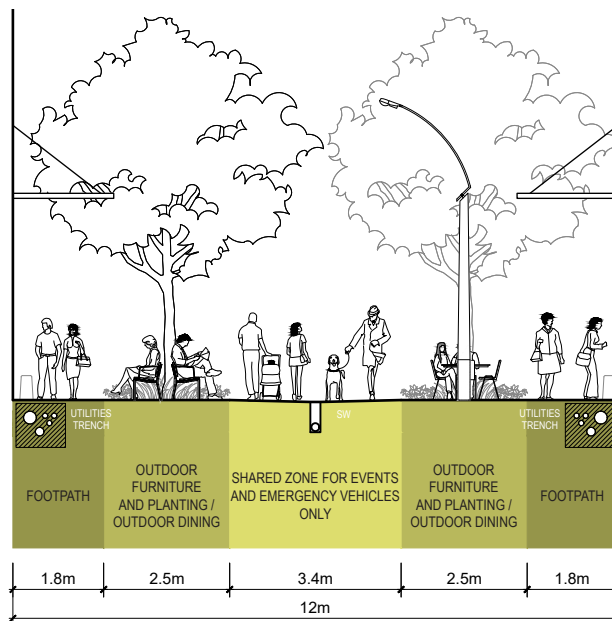 UTILITIES
TRENCH
SW
UTILITIES
TRENCH
FOOTPATH
OUTDOOR
FURNITURE
AND PLANTING /
OUTDOOR DINING
SHARED ZONE FOR EVENTS
AND EMERGENCY VEHICLES
ONLY
OUTDOOR
FURNITURE
AND PLANTING /
OUTDOOR DINING
FOOTPATH
1.8m
2.5m
3.4m
2.5m
1.8m
12m